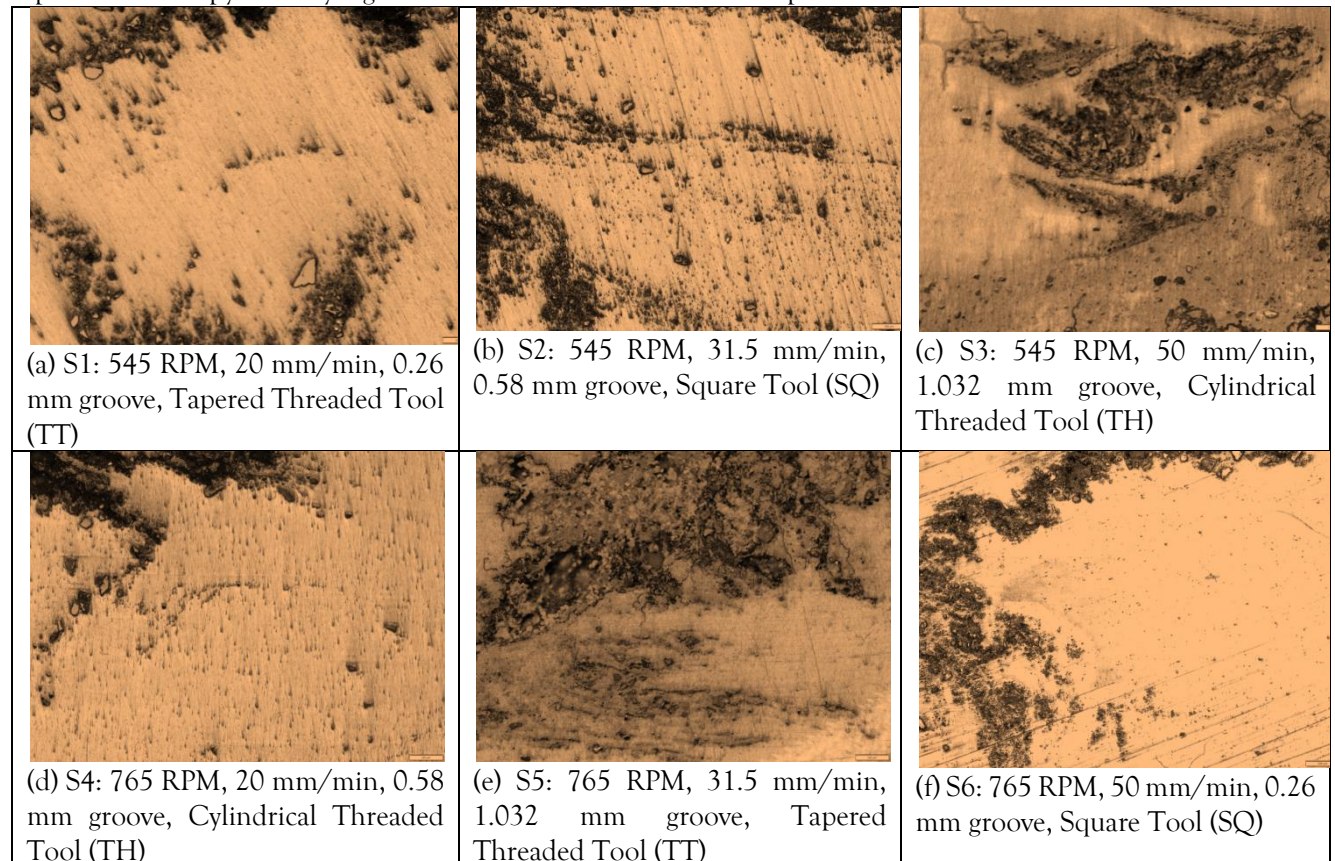 (a) S1: 545 RPM, 20 mm/min, 0.26
mm groove, Tapered Threaded Tool
(TT)
(b) S2: 545 RPM, 31.5 mm/min,
0.58 mm groove, Square Tool (SQ)
(c) S3: 545 RPM, 50 mm/min,
1.032 mm groove, Cylindrical
Threaded Tool (TH)
(d) S4: 765 RPM, 20 mm/min, 0.58
mm groove, Cylindrical Threaded
Tool (TH)
(e) S5: 765 RPM, 31.5 mm/min,
1.032 mm groove, Tapered
Threaded Tool (TT)
(f) S6: 765 RPM, 50 mm/min, 0.26
mm groove, Square Tool (SQ)